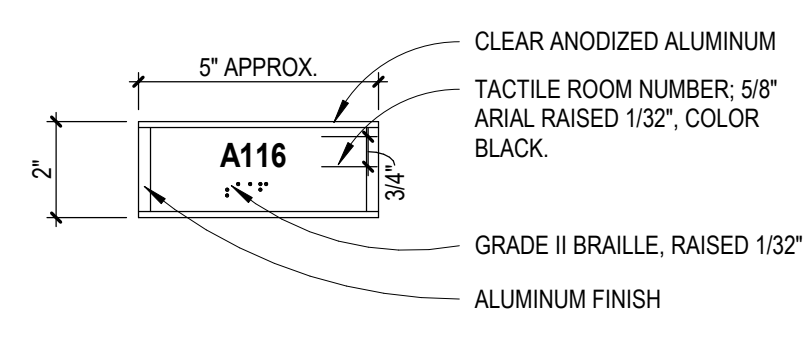 CLEAR ANODIZED ALUMINUM
5" APPROX.
TACTILE ROOM NUMBER; 5/8"
ARIAL RAISED 1/32", COLOR
BLACK.
2"
A116
3/4"
GRADE II BRAILLE, RAISED 1/32"
ALUMINUM FINISH